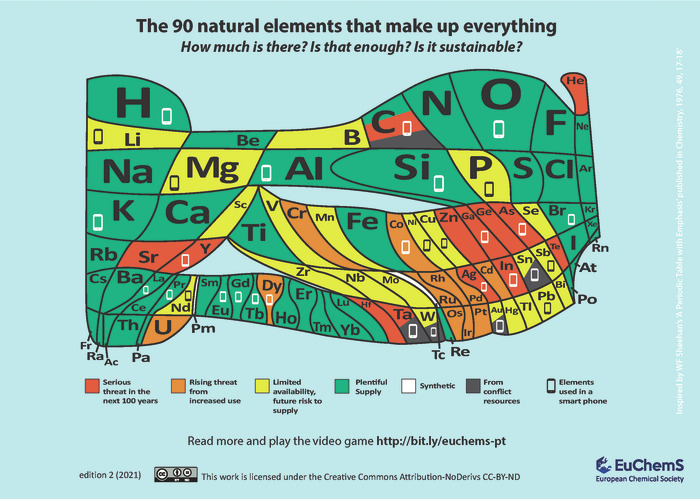 The 90 natural elements that make up everything
How much is there? Is that enough? Is it sustainable?
H
Li
Be
B
C
N
O
F
He
Ne
Na
Mg
Al
Si
P
S
Cl
Ar
K
Ca
Sc
Ti
V
Cr
Mn
Fe
Co
Ni
Cu
Zn
Ga
Ge
As
Se
Br
Kr
Rb
Sr
Y
Zr
Nb
Mo
Rh
Ag
Cd
In
Sn
Sb
Te
I
Xe
Rn
Cs
Ba
La
Ce
Pr
Nd
Sm
Eu
Gd
Tb
Dy
Ho
Er
Tm
Yb
Lu
Hf
Ta
W
Ru
Pd
Os
Ir
Pt
Au
Hg
Tl
Pb
Bi
At
Po
Th
U
Fr
Ra
Ac
Pa
Pm
Tc
Re
Serious
threat in the
next 100 years
Rising threat
from
increased use
Limited
availability,
future risk to
supply
Plentiful
Supply
Synthetic
From
conflict
resources
Elements
used in a
smart phone
Read more and play the video game http://bit.ly/euchems-pt
edition 2 (2021)
This work is licensed under the Creative Commons Attribution-NoDerivs CC-BY-ND
EuChemS
European Chemical Society
Inspired by WF Sheehan's 'A Periodic Table with Emphasis' published in Chemistry, 1976, 49, 17-18